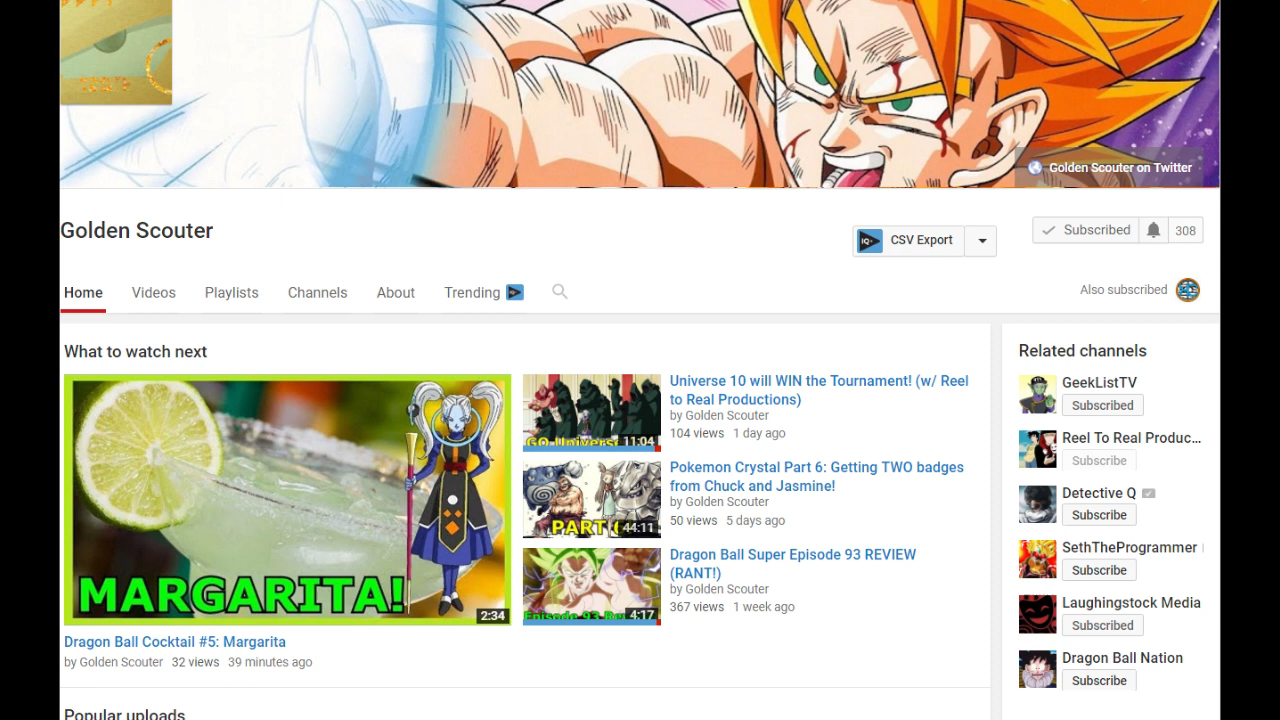 Golden Scouter on Twitter
Golden Scouter
CSV Export
Subscribed
308
Home
Videos
Playlists
Channels
About
Trending
Also subscribed
What to watch next
MARGARITA!
2:34
Dragon Ball Cocktail #5: Margarita
by Golden Scouter 32 views 39 minutes ago
GO Universe
11:04
Universe 10 will WIN the Tournament! (w/ Reel
to Real Productions)
by Golden Scouter
104 views 1 day ago
PART
44:11
Pokemon Crystal Part 6: Getting TWO badges
from Chuck and Jasmine!
by Golden Scouter
50 views 5 days ago
Episode 93 Re
4:17
Dragon Ball Super Episode 93 REVIEW
(RANT!)
by Golden Scouter
367 views 1 week ago
Related channels
GeekListTV
Subscribed
Reel To Real Produc...
Subscribe
Detective Q
Subscribe
SethTheProgrammer
Subscribe
Laughingstock Media
Subscribed
Dragon Ball Nation
Subscribe
Popular uploads